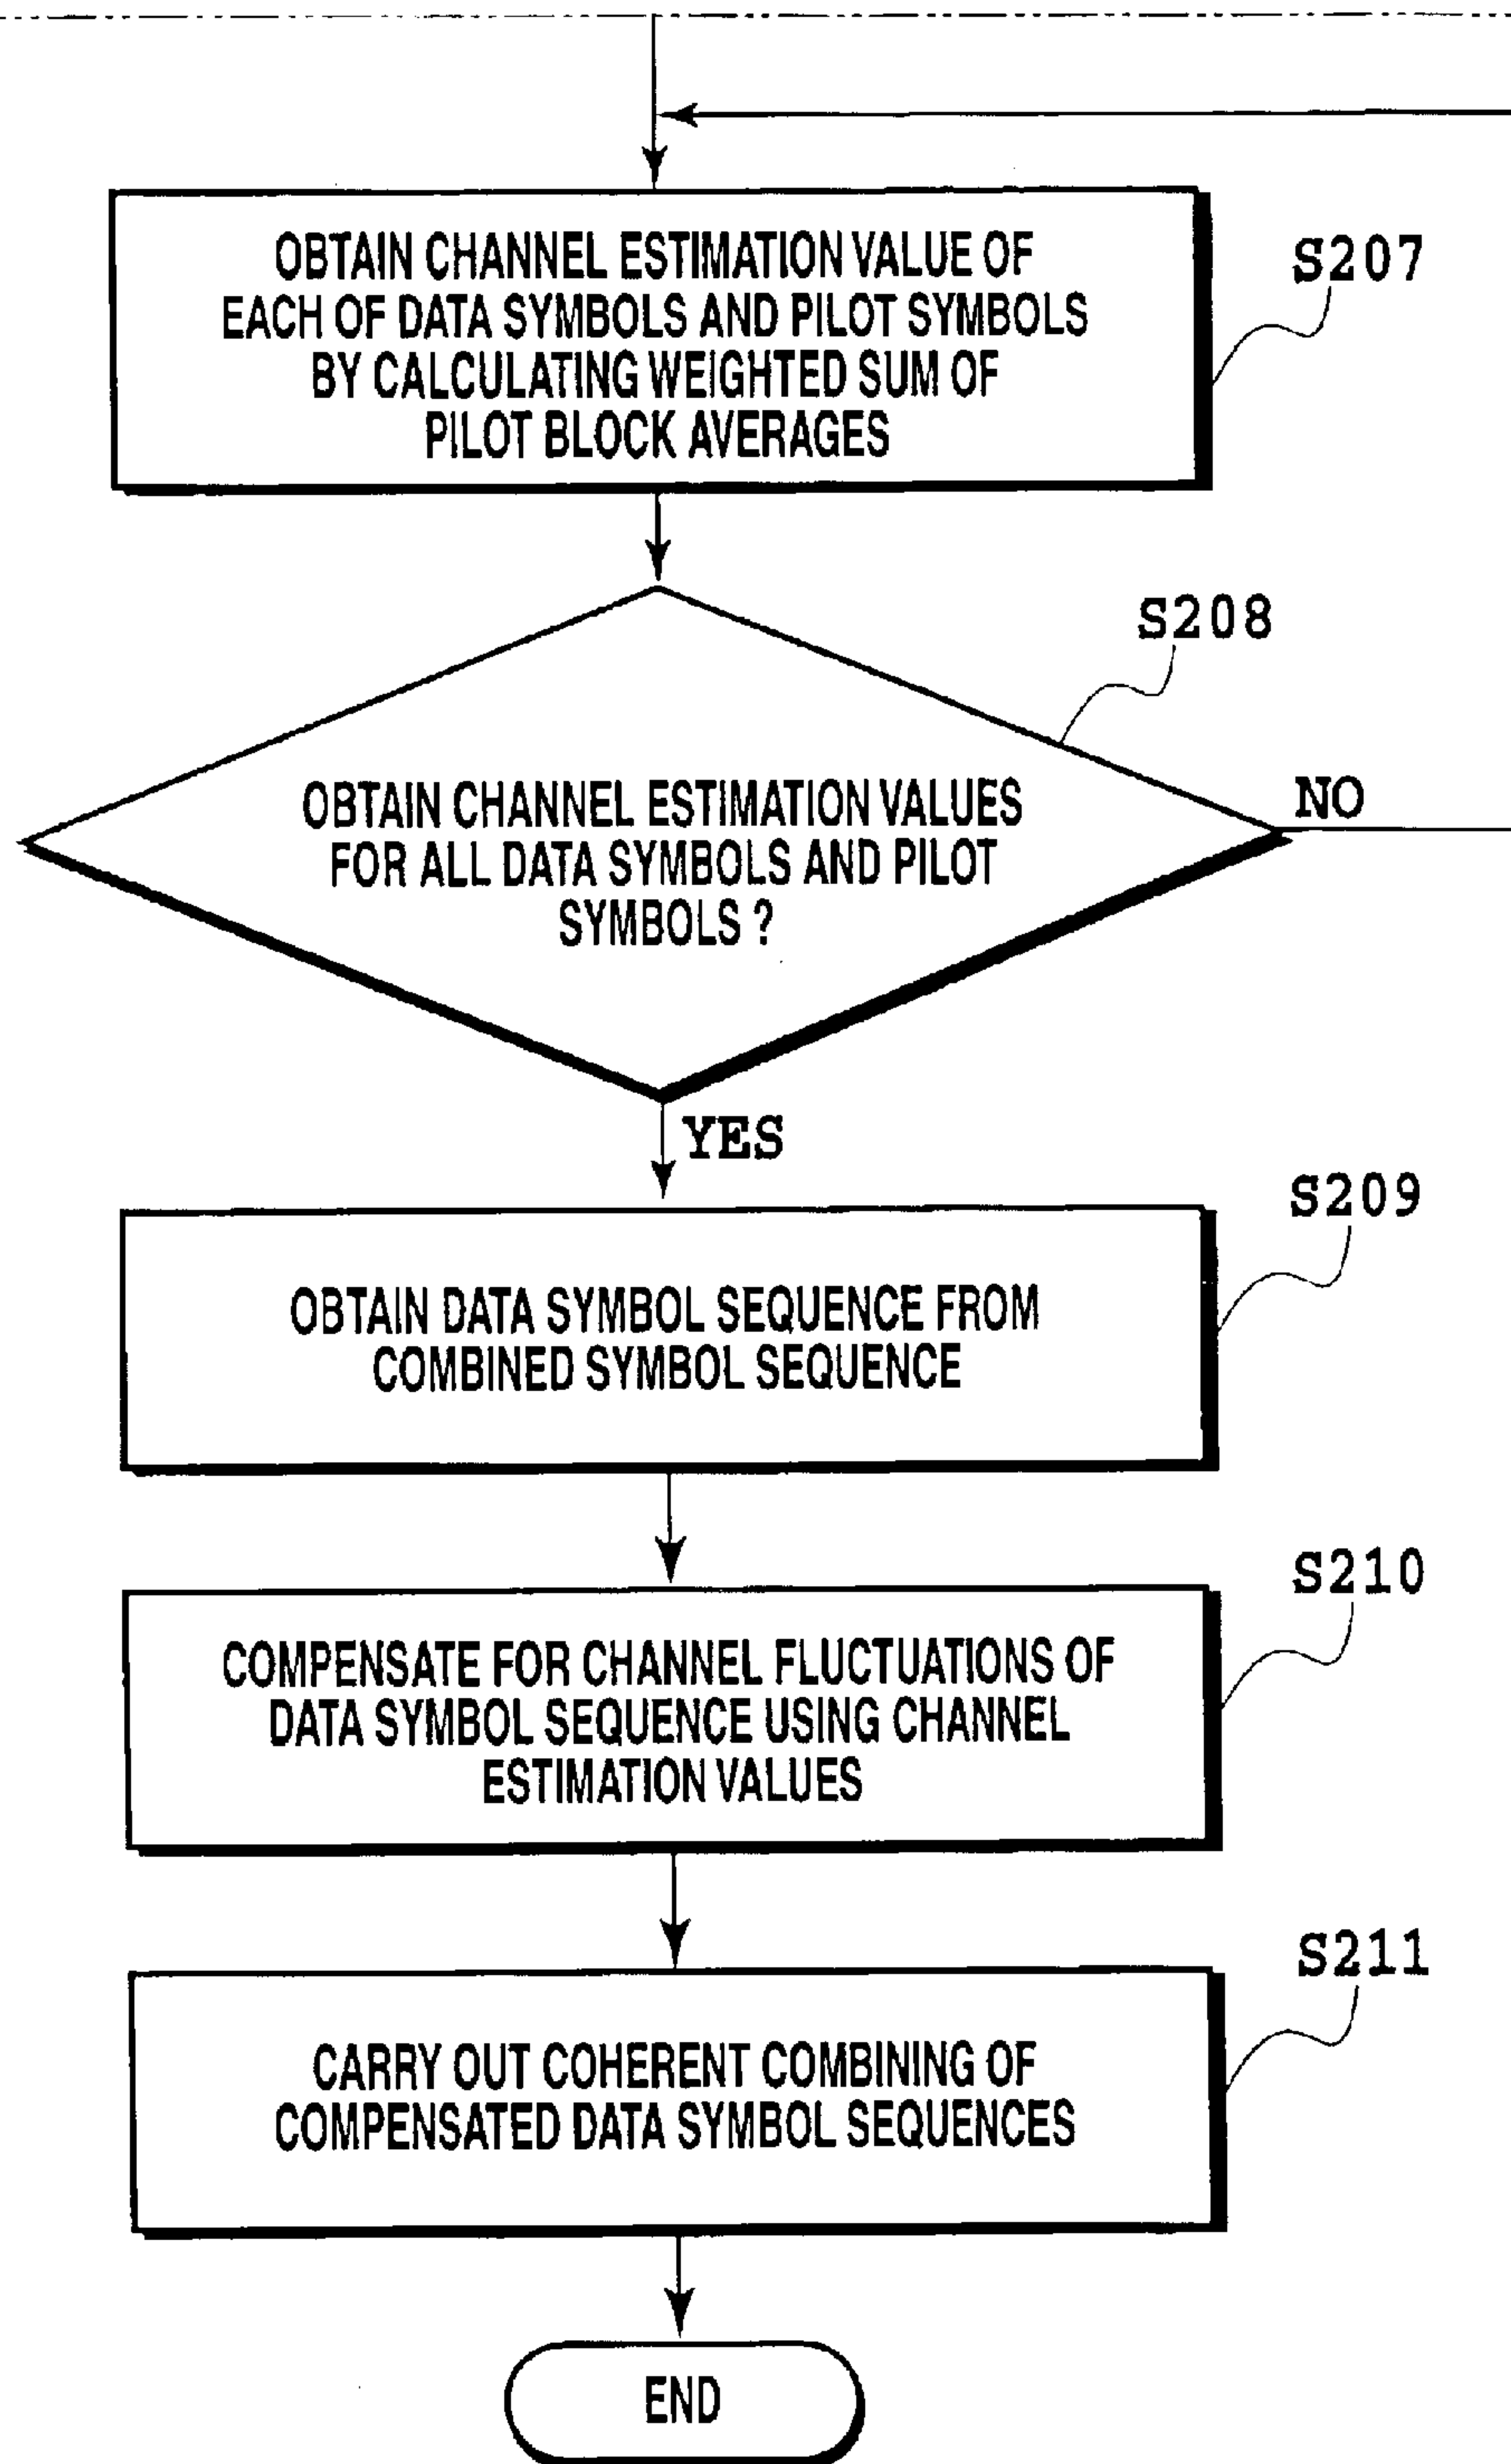 OBTAIN CHANNEL ESTIMATION VALUE OF
EACH OF DATA SYMBOLS AND PILOT SYMBOLS
BY CALCULATING WEIGHTED SUM OF
PILOT BLOCK AVERAGES
S207
S208
OBTAIN CHANNEL ESTIMATION VALUES
FOR ALL DATA SYMBOLS AND PILOT
SYMBOLS ?
NO
YES
S209
OBTAIN DATA SYMBOL SEQUENCE FROM
COMBINED SYMBOL SEQUENCE
S210
COMPENSATE FOR CHANNEL FLUCTUATIONS OF
DATA SYMBOL SEQUENCE USING CHANNEL
ESTIMATION VALUES
S211
CARRY OUT COHERENT COMBINING OF
COMPENSATED DATA SYMBOL SEQUENCES
END